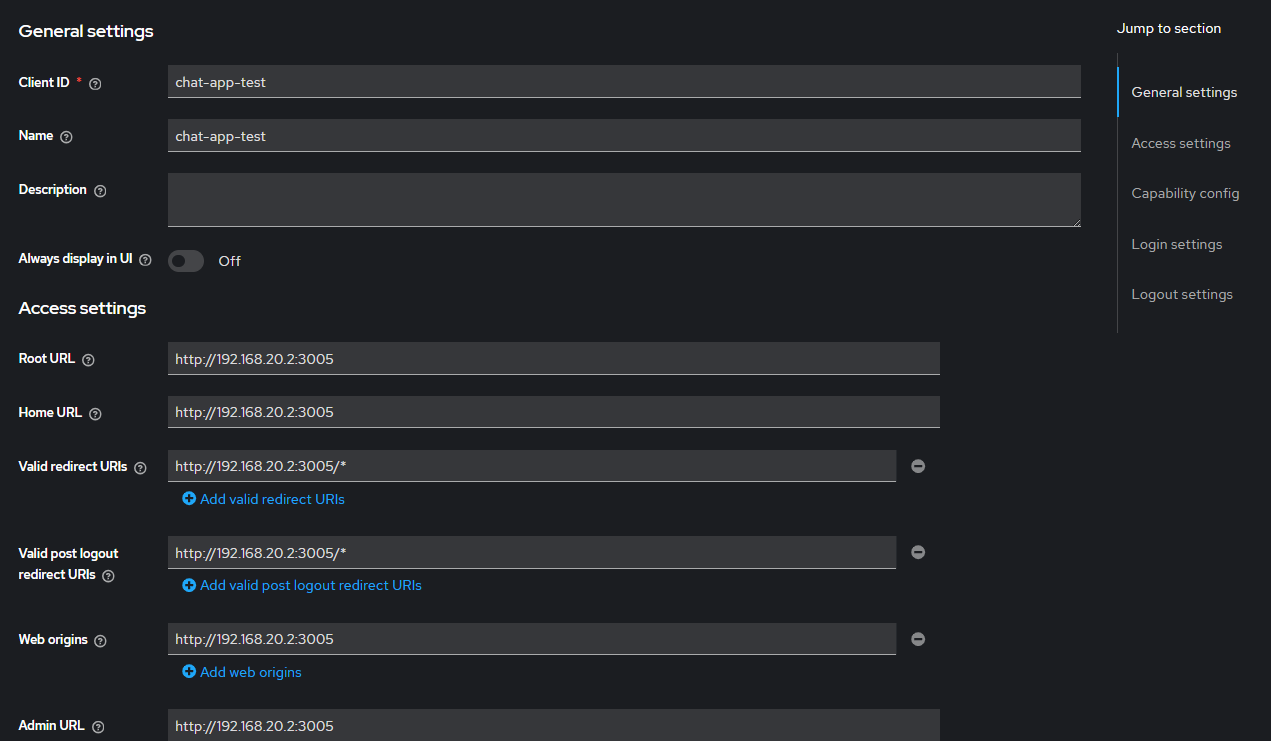 General settings
Jump to section
Client ID *
chat-app-test
General settings
Name
chat-app-test
Access settings
Description
Capability config
Always display in UI
Off
Login settings
Access settings
Logout settings
Root URL
http://192.168.20.2:3005
Home URL
http://192.168.20.2:3005
Valid redirect URIs
http://192.168.20.2:3005/*
Add valid redirect URIs
Valid post logout
redirect URIs
http://192.168.20.2:3005/*
Add valid post logout redirect URIs
Web origins
http://192.168.20.2:3005
Add web origins
Admin URL
http://192.168.20.2:3005